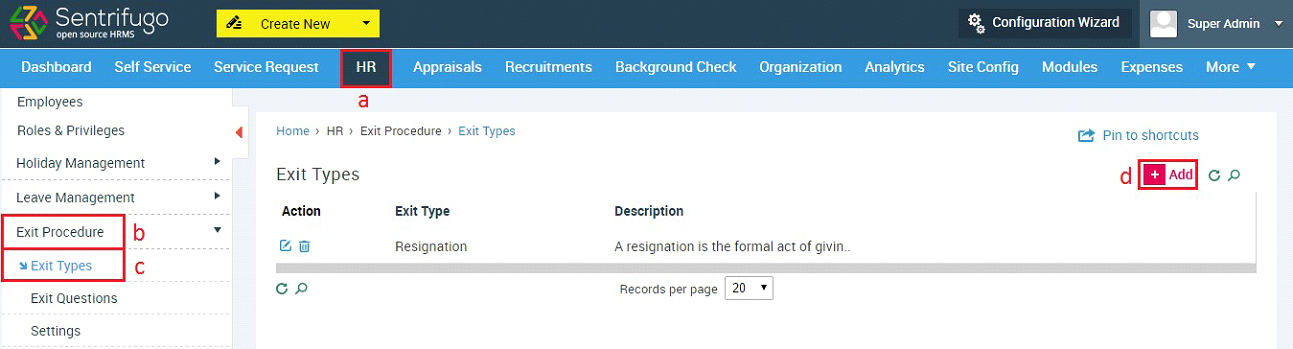 Sentrifugo
open source HRMS
Create New
Configuration Wizard
Super Admin
Dashboard Self Service Service Request HR Appraisals Recruitments Background Check Organization Analytics Site Config Modules Expenses More
a
Employees
Roles & Privileges
Holiday Management
Leave Management
Exit Procedure b
Exit Types c
Exit Questions
Settings
Home › HR › Exit Procedure › Exit Types
Pin to shortcuts
Exit Types
d + Add
Action Exit Type Description
Resignation A resignation is the formal act of givin..
Records per page 20